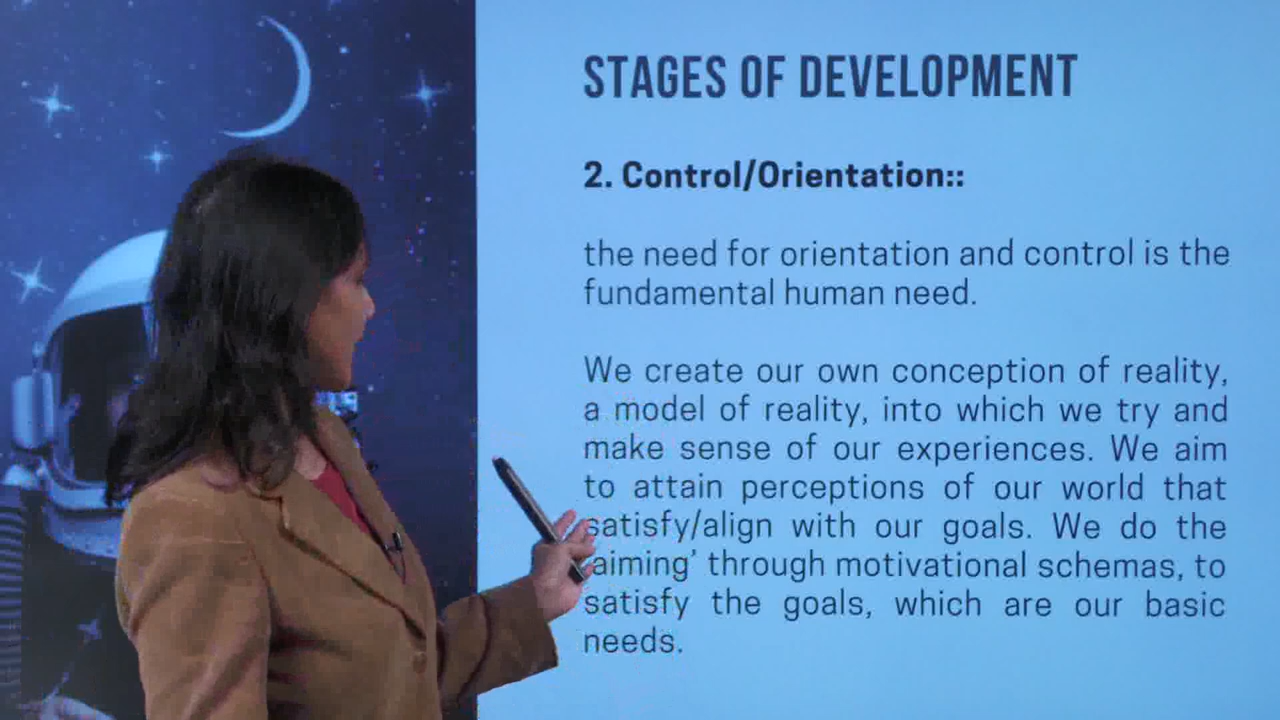 STAGES OF DEVELOPMENT
2. Control/Orientation::
the need for orientation and control is the
fundamental human need.
We create our own conception of reality,
a model of reality, into which we try and
make sense of our experiences. We aim
to attain perceptions of our world that
satisfy/align with our goals. We do the
aiming’ through motivational schemas, to
satisfy the goals, which are our basic
needs.